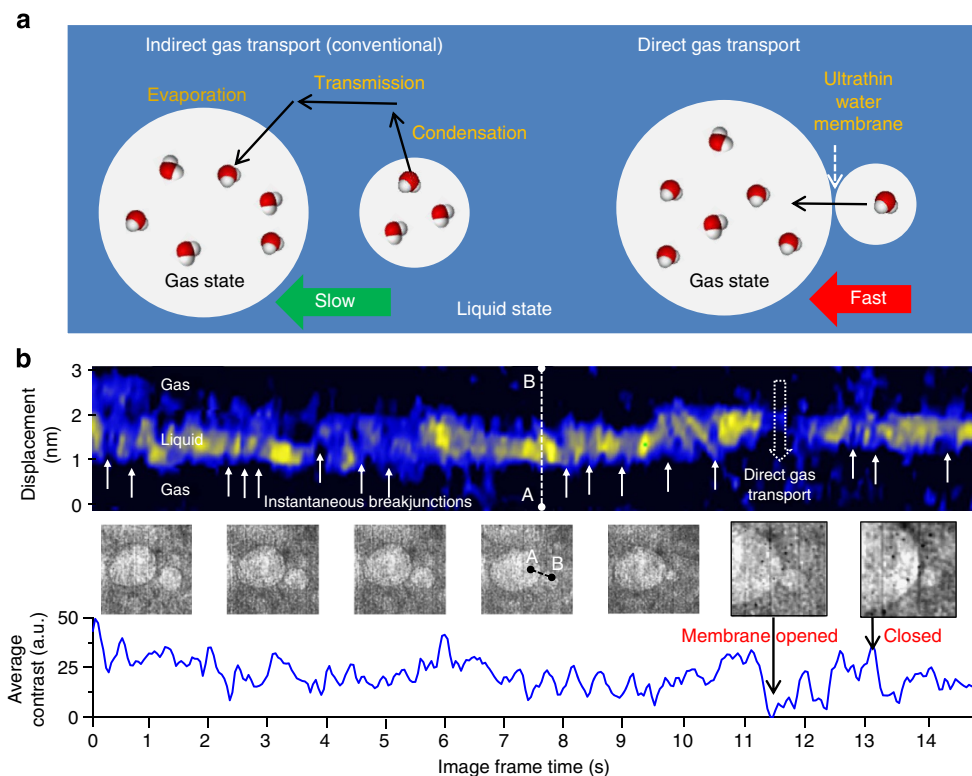 a
Indirect gas transport (conventional)
Direct gas transport
Evaporation
Transmission
Condensation
Ultrathin
water
membrane
Gas state
Slow
Liquid state
Gas state
Fast
b
Displacement
(nm)
3
2
1
0
Gas
Liquid
Gas
Instantaneous breakjunctions
B
A
Direct gas
transport
A
B
Membrane opened
Closed
Average
contrast (a.u.)
50
25
0
0 1 2 3 4 5 6 7 8 9 10 11 12 13 14
Image frame time (s)